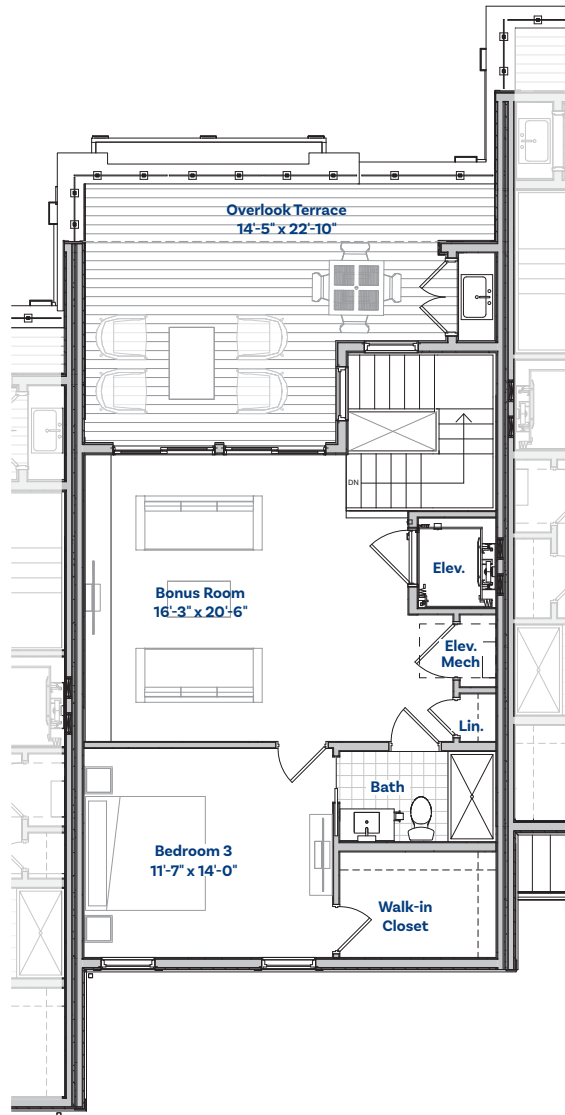 Overlook Terrace
14'-5" x 22'-10"
DN
Elev.
Bonus Room
16'-3" x 20'-6"
Elev.
Mech
Lin.
Bath
Bedroom 3
11'-7" x 14'-0"
Walk-in
Closet